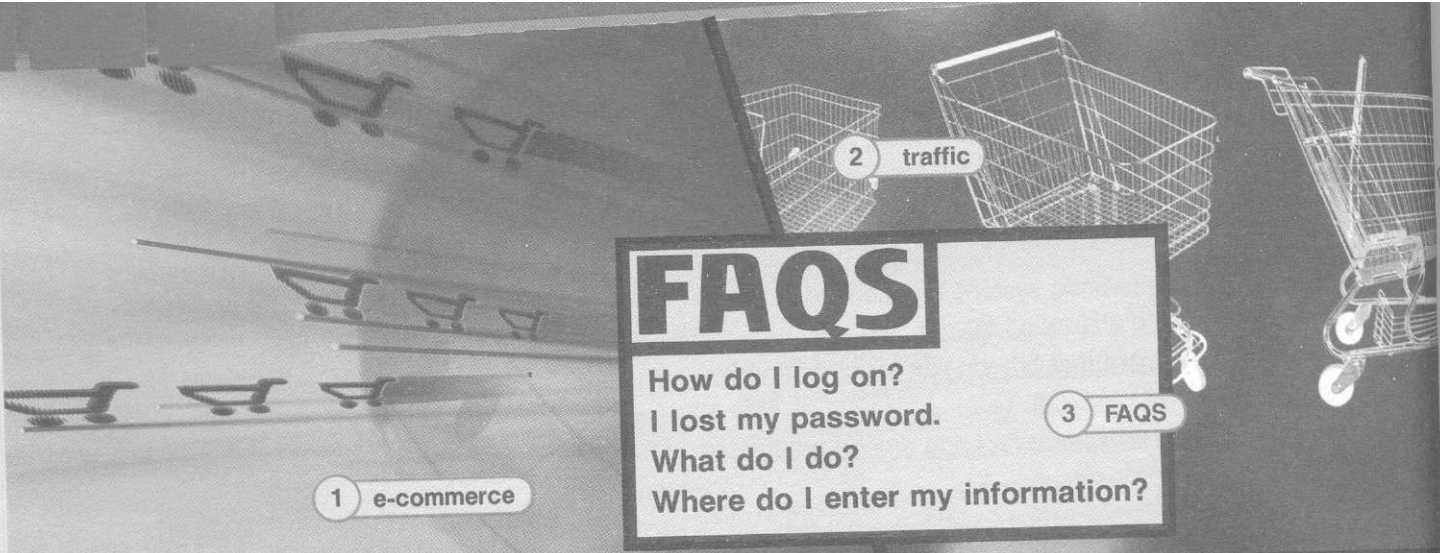 1 e-commerce
2 traffic
FAQS
How do I log on?
I lost my password.
What do I do?
Where do I enter my information?
3 FAQS